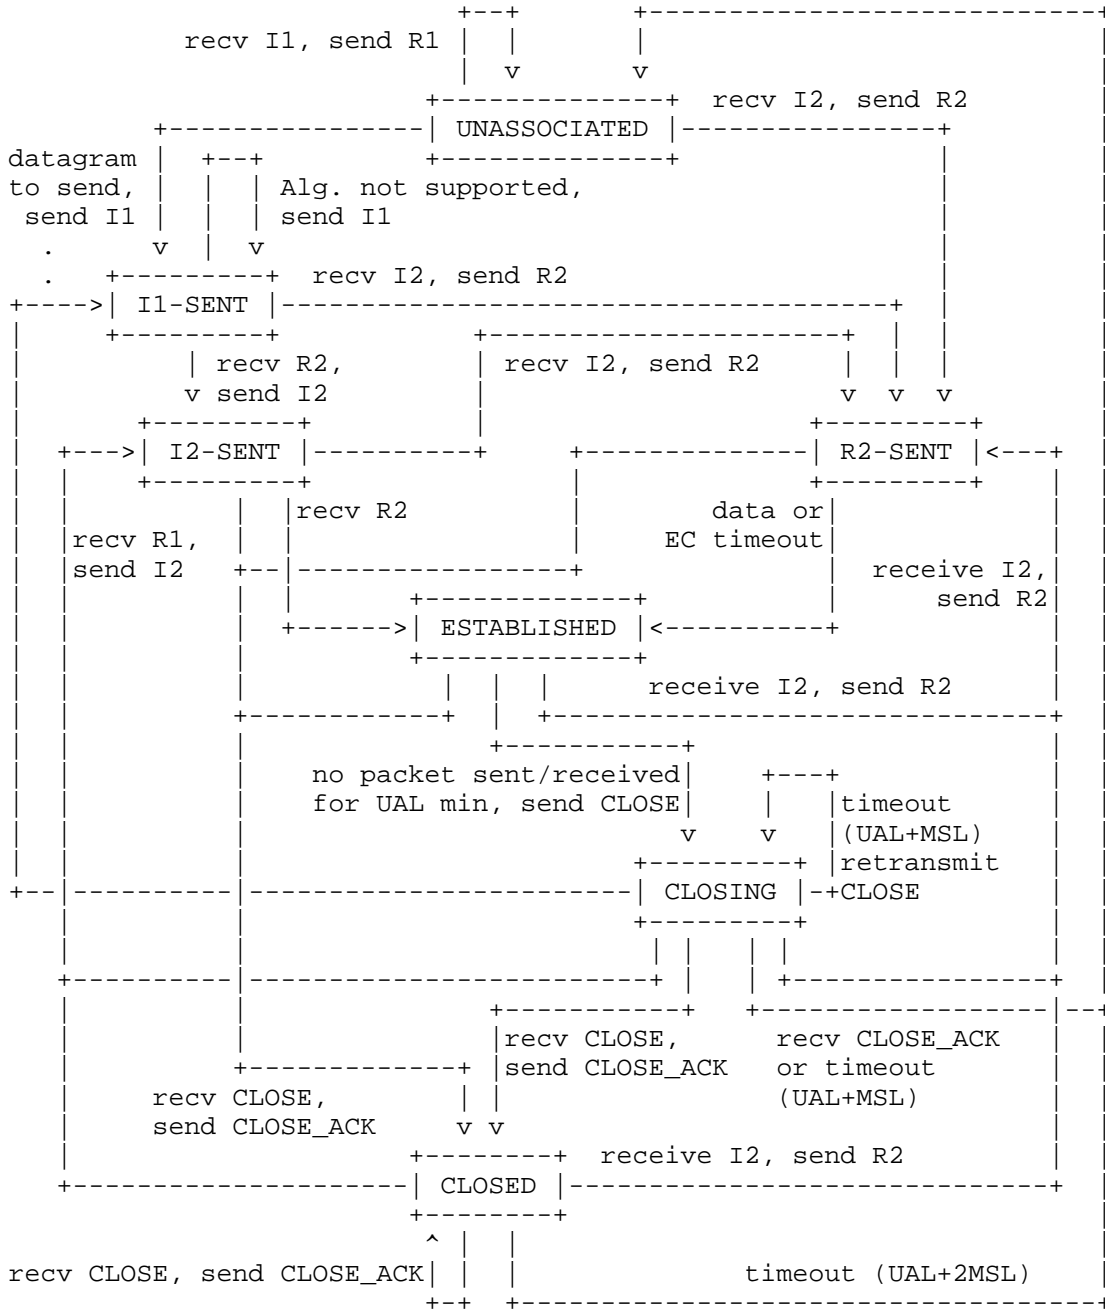 recv I1, send R1
recv I2, send R2
UNASSOCIATED
datagram
to send,
send I1
Alg. not supported,
send I1
.
.
recv I2, send R2
I1-SENT
recv R2,
send I2
recv I2, send R2
I2-SENT
R2-SENT
recv R2
data or
EC timeout
recv R1,
send I2
receive I2,
send R2
ESTABLISHED
receive I2, send R2
no packet sent/received
for UAL min, send CLOSE
timeout
(UAL+MSL)
retransmit
CLOSE
CLOSING
recv CLOSE,
send CLOSE_ACK
recv CLOSE_ACK
or timeout
(UAL+MSL)
recv CLOSE,
send CLOSE_ACK
receive I2, send R2
CLOSED
recv CLOSE, send CLOSE_ACK
timeout (UAL+2MSL)